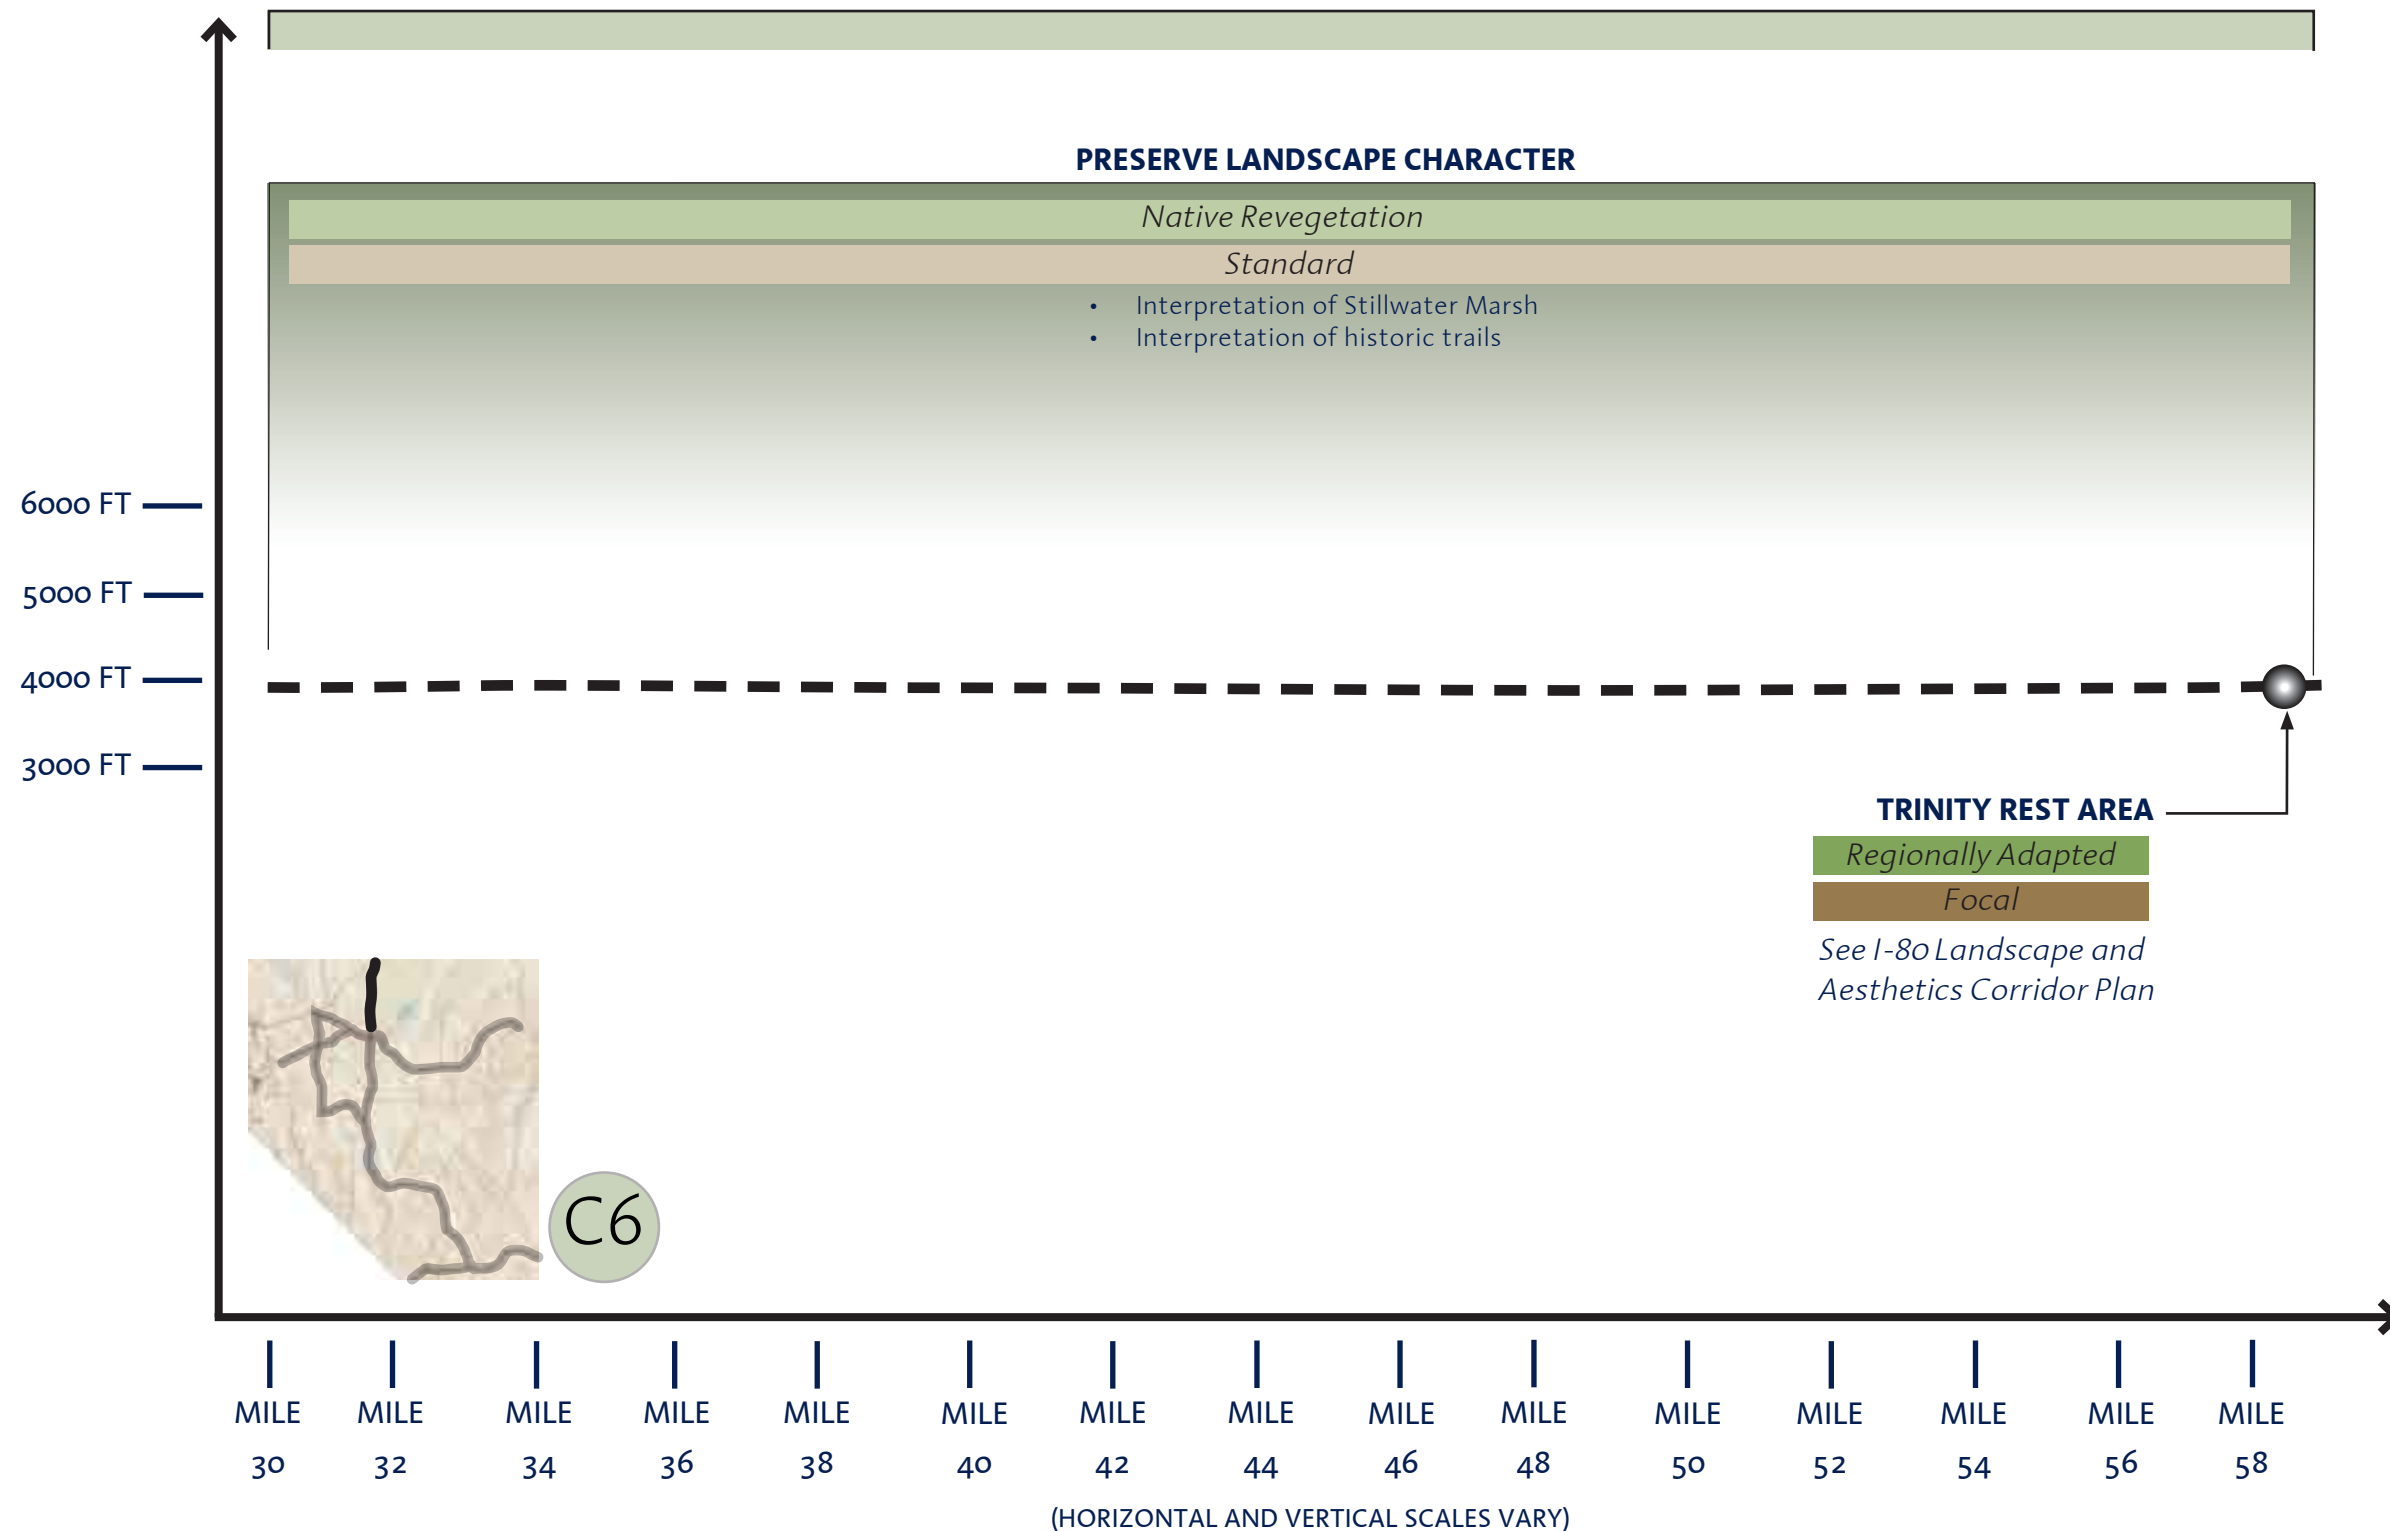 PRESERVE LANDSCAPE CHARACTER
Native Revegetation
Standard
• Interpretation of Stillwater Marsh
• Interpretation of historic trails
6000 FT
5000 FT
4000 FT
3000 FT
TRINITY REST AREA
Regionally Adapted
Focal
See I-80 Landscape and
Aesthetics Corridor Plan
C6
MILE MILE MILE MILE MILE MILE MILE MILE MILE MILE MILE MILE MILE MILE MILE
30 32 34 36 38 40 42 44 46 48 50 52 54 56 58
(HORIZONTAL AND VERTICAL SCALES VARY)